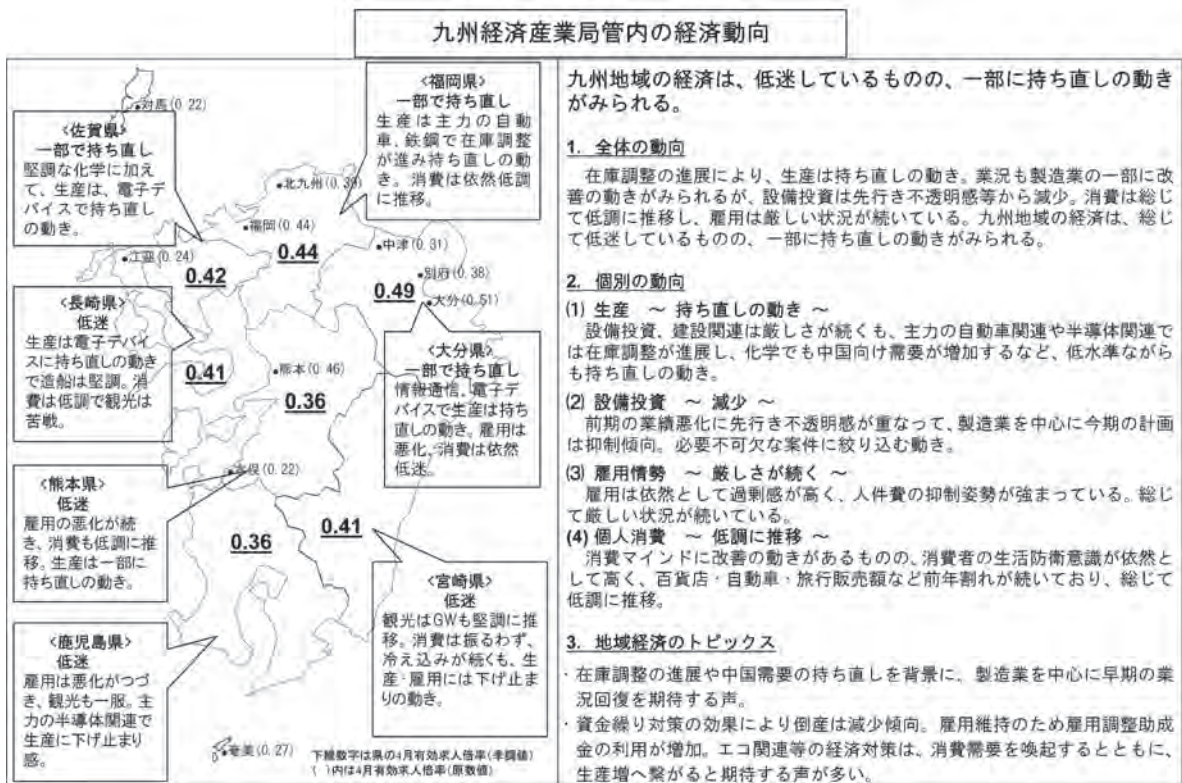 九州経済産業局管内の経済動向
・対馬(0.22)
<佐賀県>
一部で持ち直し
堅調な化学に加え
て、生産は、電子デ
バイスで持ち直し
の動き。
<福岡県>
一部で持ち直し
生産は主力の自動
車、鉄鋼で在庫調整
が進み持ち直しの動
き。消費は依然低調
に推移。
・北九州(0.39)
・福岡(0.44)
0.44
・中津(0.31)
0.42
・別府(0.38)
0.49
・大分(0.51)
<長崎県>
低迷
生産は電子デバイ
スに持ち直しの動き
で造船は堅調。消
費は低調で観光は
苦戦。
0.41
・熊本(0.46)
0.36
<大分県>
一部で持ち直し
情報通信、電子デ
バイスで生産は持ち
直しの動き。雇用は
悪化、消費は依然
低迷。
(0.22)
<熊本県>
低迷
雇用の悪化が続
き、消費も低調に推
移。生産は一部に
持ち直しの動き。
0.36
0.41
<宮崎県>
低迷
観光はGWも堅調に推
移。消費は振るわず、
冷え込みが続くも、生
産・雇用には下げ止ま
りの動き。
<鹿児島県>
低迷
雇用は悪化がつづ
き、観光も一服。主
力の半導体関連で
生産に下げ止まり
感。
・奄美(0.27)
下線数字は県の4月有効求人倍率(季調値)
( )内は4月有効求人倍率(原数値)
九州地域の経済は、低迷しているものの、一部に持ち直しの動き
がみられる。
1. 全体の動向
在庫調整の進展により、生産は持ち直しの動き。業況も製造業の一部に改
善の動きがみられるが、設備投資は先行き不透明感等から減少。消費は総じ
て低調に推移し、雇用は厳しい状況が続いている。九州地域の経済は、総じ
て低迷しているものの、一部に持ち直しの動きがみられる。
2. 個別の動向
(1) 生産 ～ 持ち直しの動き ～
設備投資、建設関連は厳しさが続くも、主力の自動車関連や半導体関連で
は在庫調整が進展し、化学でも中国向け需要が増加するなど、低水準ながら
も持ち直しの動き。
(2) 設備投資 ～ 減少 ～
前期の業績悪化に先行き不透明感が重なって、製造業を中心に今期の計画
は抑制傾向。必要不可欠な案件に絞り込む動き。
(3) 雇用情勢 ～ 厳しさが続く ～
雇用は依然として過剰感が高く、人件費の抑制姿勢が強まっている。総じ
て厳しい状況が続いている。
(4) 個人消費 ～ 低調に推移 ～
消費マインドに改善の動きがあるものの、消費者の生活防衛意識が依然と
して高く、百貨店・自動車・旅行販売額など前年割れが続いており、総じて
低調に推移。
3. 地域経済のトピックス
・在庫調整の進展や中国需要の持ち直しを背景に、製造業を中心に早期の業
況回復を期待する声。
・資金繰り対策の効果により倒産は減少傾向。雇用維持のため雇用調整助成
金の利用が増加。エコ関連等の経済対策は、消費需要を喚起するとともに、
生産増へ繋がると期待する声が多い。